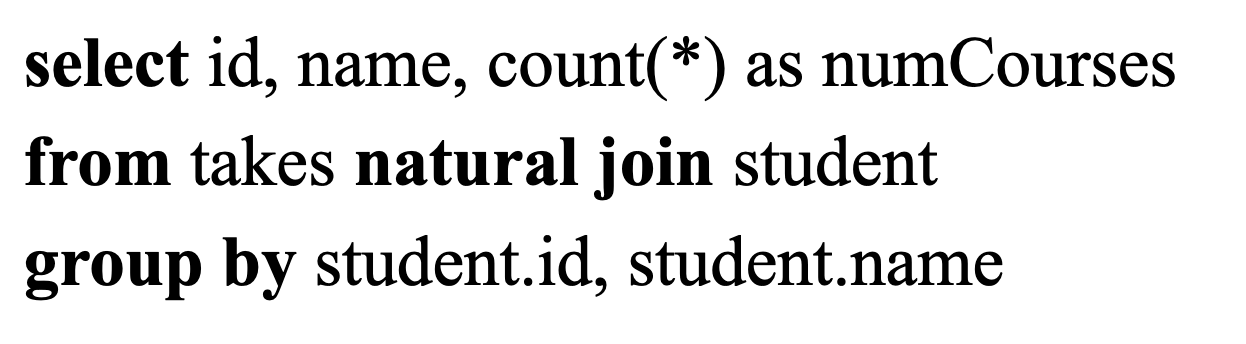 select id, name, count(*) as numCourses
from takes natural join student
group by student.id, student.name